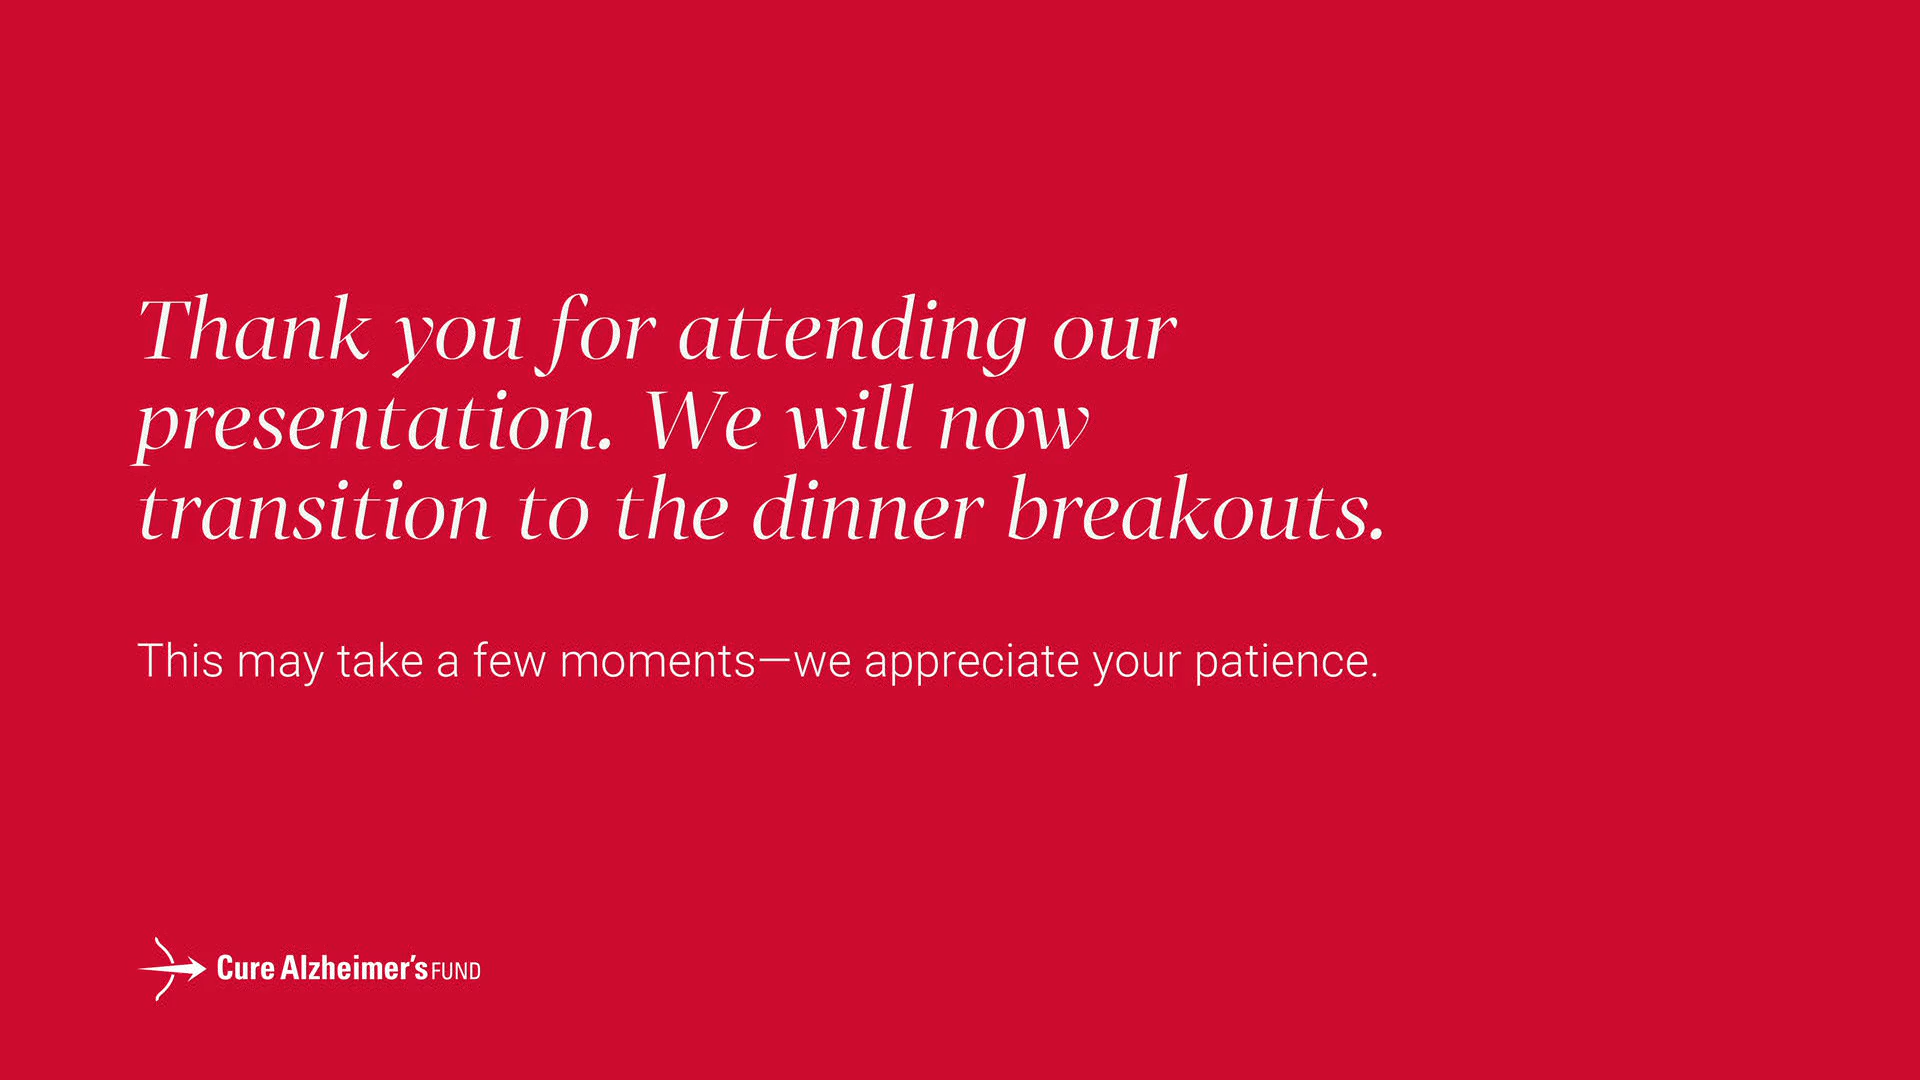 Thank you for attending our
presentation. We will now
transition to the dinner breakouts.
This may take a few moments—we appreciate your patience.
Cure Alzheimer's FUND